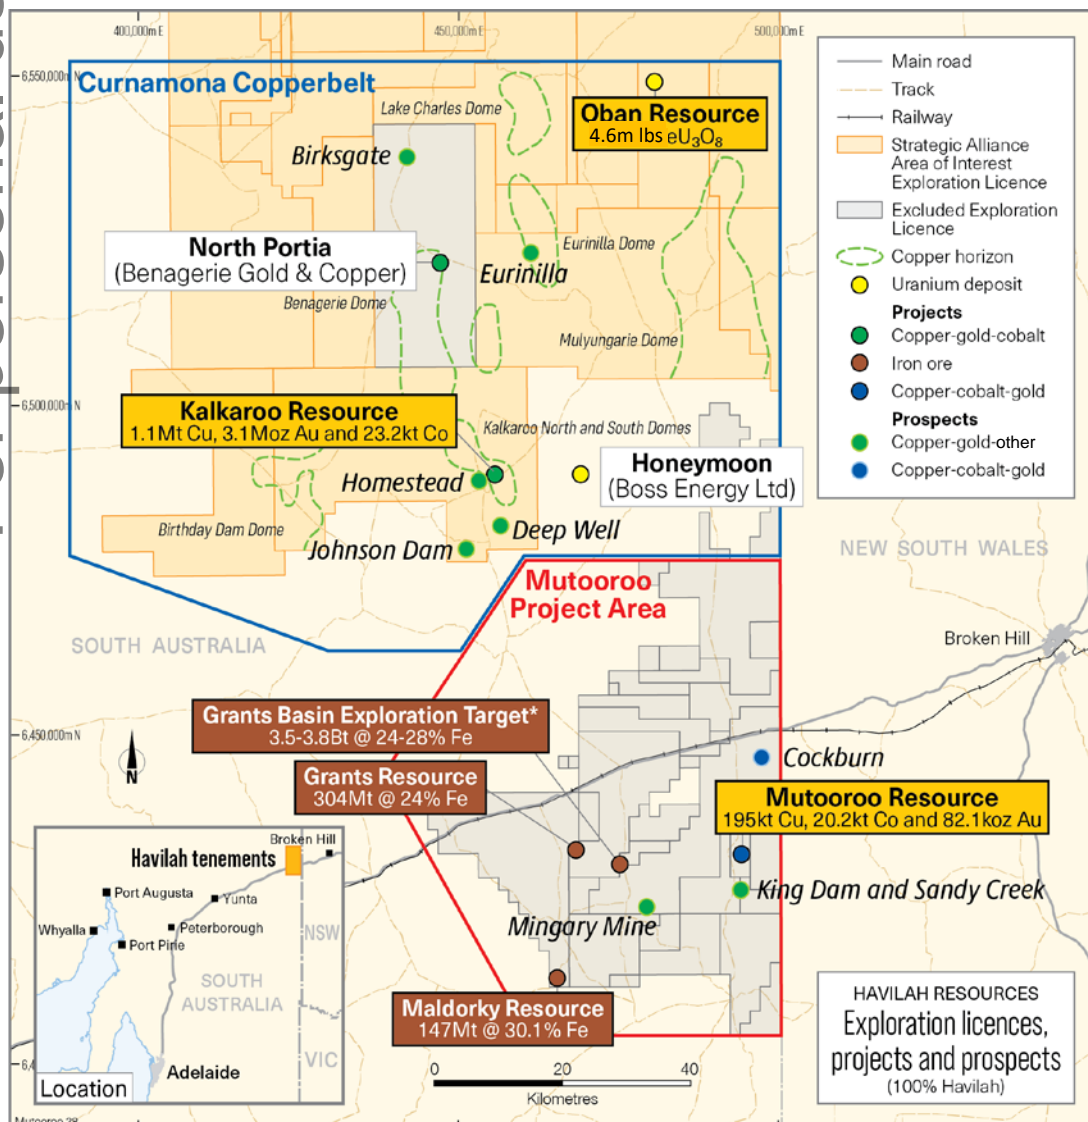 400,000m E
450,000m E
500,000m E
6,550,000m N
Curnamona Copperbelt
Lake Charles Dome
Oban Resource
4.6m lbs eU₃O₈
Birksgate
North Portia
(Benagerie Gold & Copper)
Eurinilla Dome
Eurinilla
Benagerie Dome
Mulyungarie Dome
6,500,000m N
Kalkaroo Resource
1.1Mt Cu, 3.1Moz Au and 23.2kt Co
Kalkaroo North and South Domes
Honeymoon
(Boss Energy Ltd)
Homestead
Birthday Dam Dome
Deep Well
Johnson Dam
Main road
Track
Railway
Strategic Alliance
Area of Interest
Exploration Licence
Excluded Exploration
Licence
Copper horizon
Uranium deposit
Projects
Copper-gold-cobalt
Iron ore
Copper-cobalt-gold
Prospects
Copper-gold-other
Copper-cobalt-gold
NEW SOUTH WALES
Mutooroo
Project Area
SOUTH AUSTRALIA
Broken Hill
Grants Basin Exploration Target*
3.5-3.8Bt @ 24-28% Fe
6,450,000m N
N
Grants Resource
304Mt @ 24% Fe
Cockburn
Mutooroo Resource
195kt Cu, 20.2kt Co and 82.1koz Au
King Dam and Sandy Creek
Mingary Mine
Maldorky Resource
147Mt @ 30.1% Fe
0
20
40
Kilometres
Broken Hill
Havilah tenements
Port Augusta
Yunta
Whyalla
Peterborough
Port Pirie
NSW
SOUTH
AUSTRALIA
VIC
Adelaide
Location
HAVILAH RESOURCES
Exploration licences,
projects and prospects
(100% Havilah)